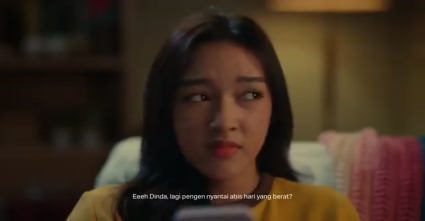 Eeeh Dinda, lagi pengen nyantai abis hari yang berat?